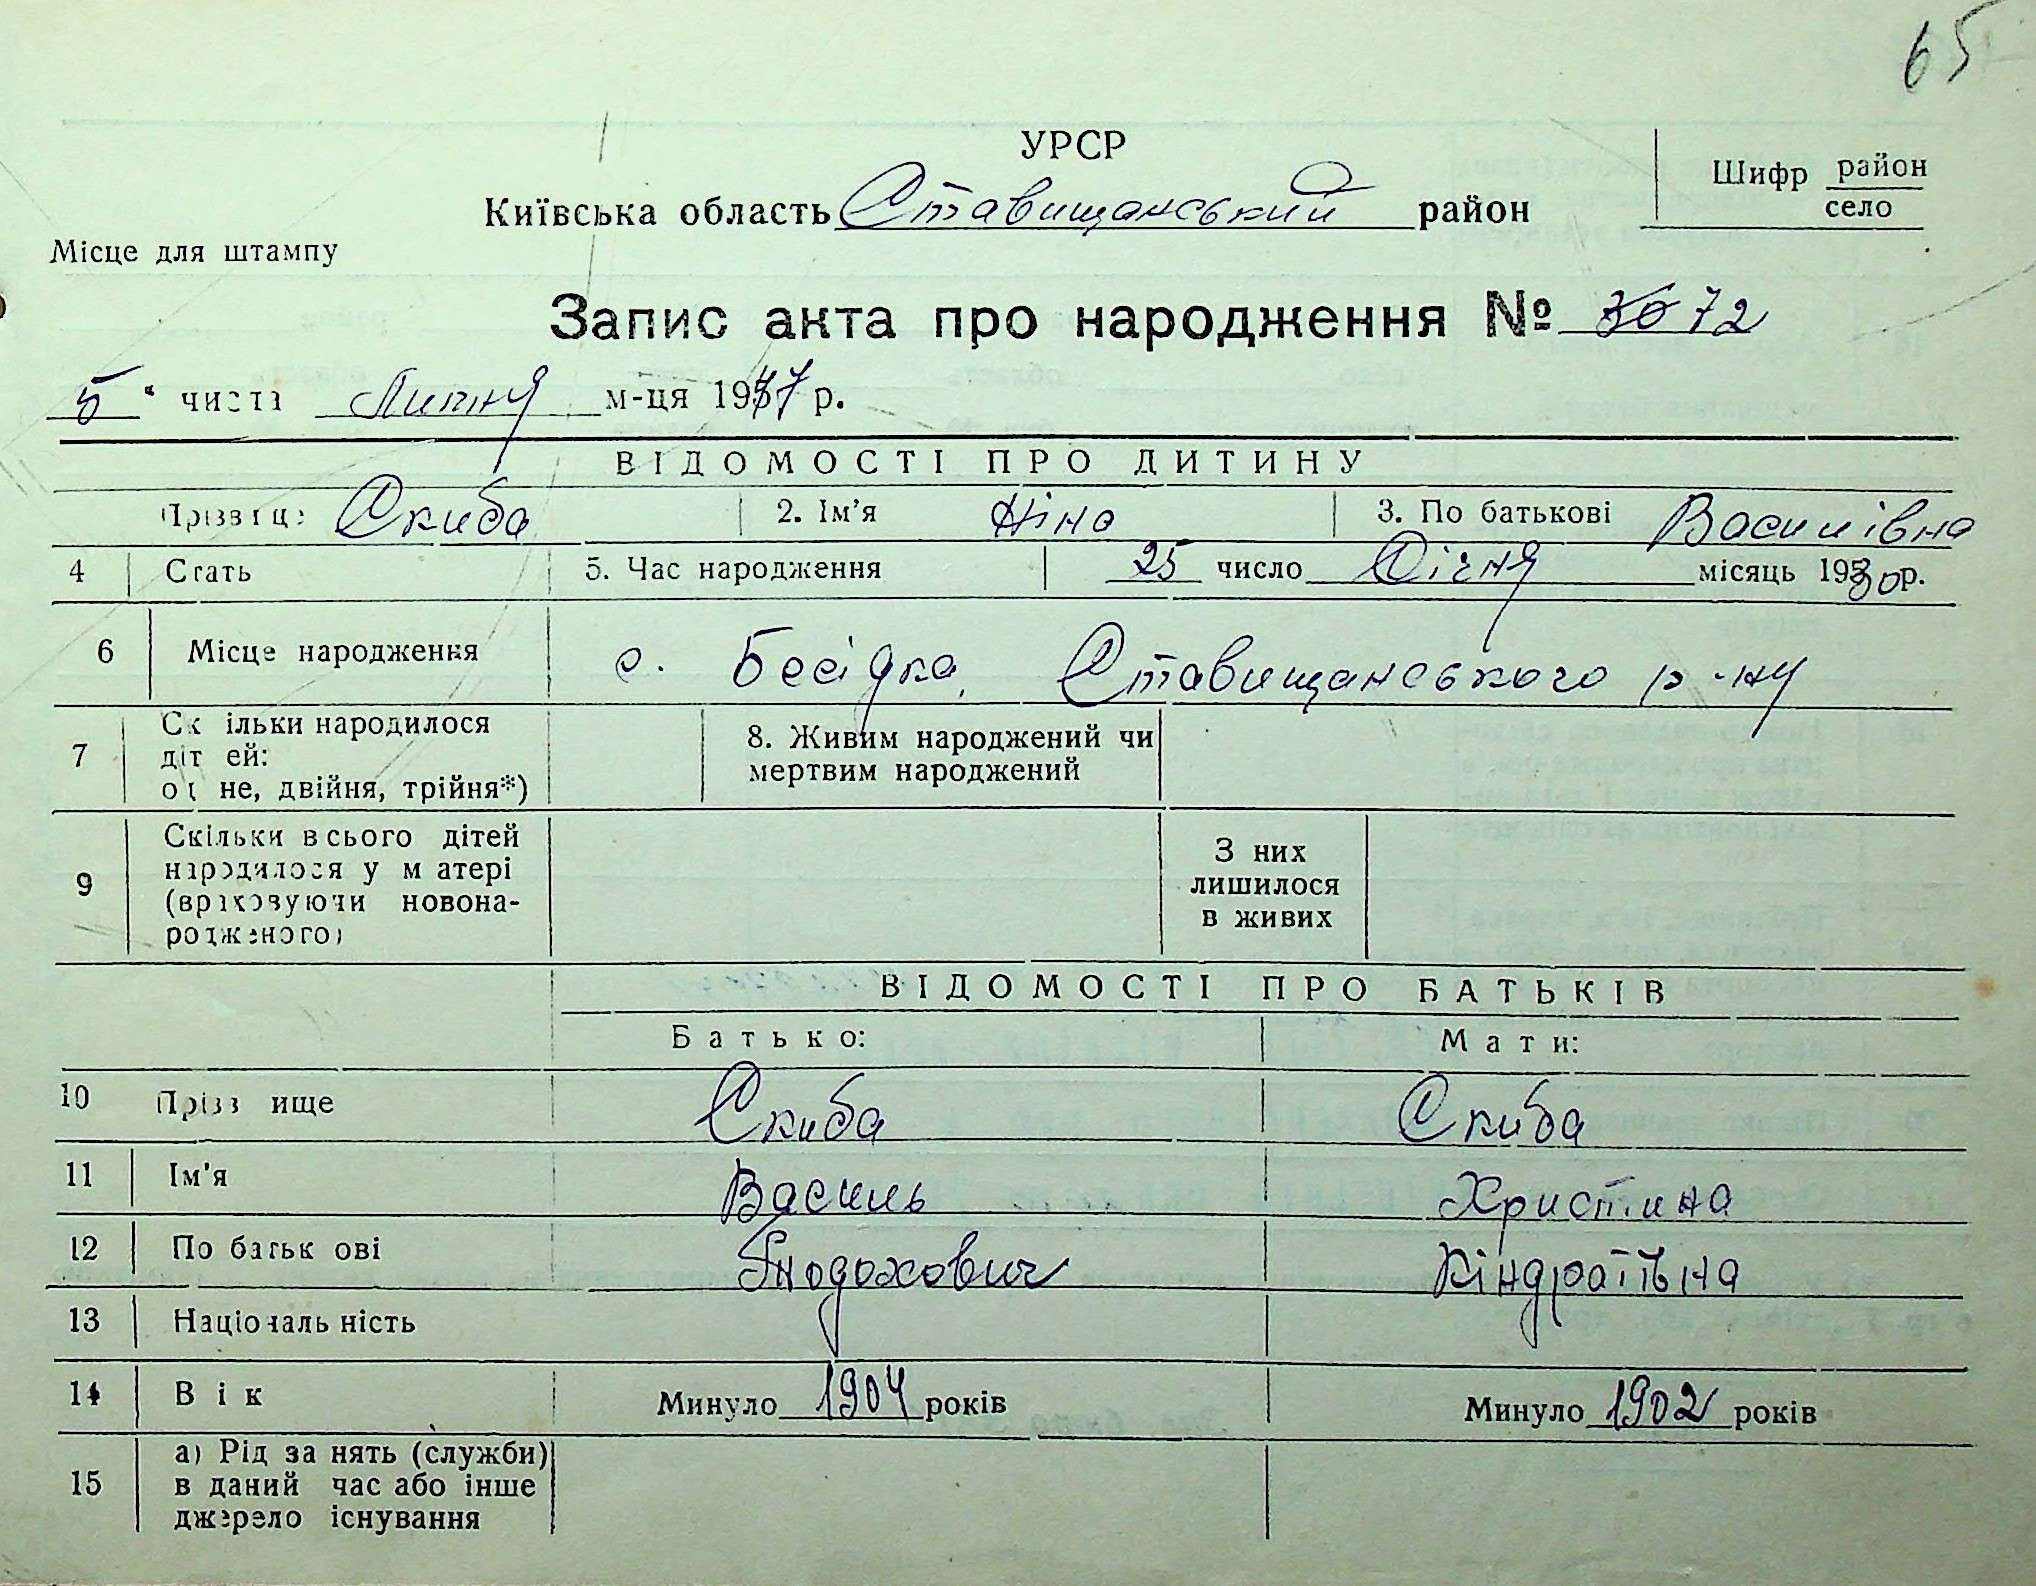 65
УРСР
Київська область Ставищанський район
Шифр район
село
Місце для штампу
Запис акта про народження № 72
5 " числа Липня м-ця 1947 р.
ВІДОМОСТІ ПРО ДИТИНУ
Прізвище Скиба 2. Ім'я Ніна 3. По батькові Василівна
4 Стать 5. Час народження 25 число Січня місяць 1930р.
6 Місце народження с. Бесідка, Ставищанського р-ну
7 Скільки народилося дітей: одне, двійня, трійня*) 8. Живим народжений чи мертвим народжений
9 Скільки всього дітей народилося у матері (враховуючи новонародженого) З них лишилося в живих
ВІДОМОСТІ ПРО БАТЬКІВ
Батько: Мати:
10 Прізвище Скиба Скиба
11 Ім'я Василь Христина
12 По батькові Кіндратівна
13 Національність
14 Вік Минуло 1904 років Минуло 1902 років
15 а) Рід занять (служби) в даний час або інше джерело існування